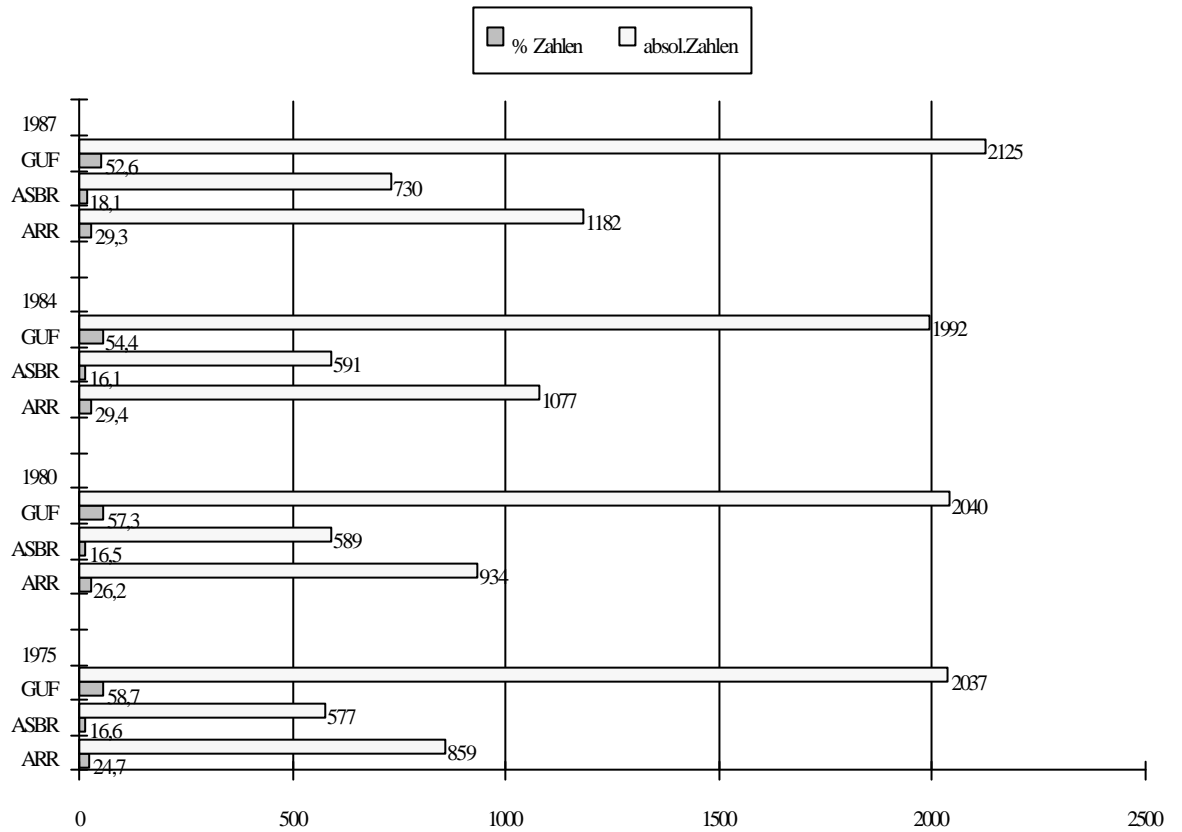 % Zahlen absol.Zahlen
1987
GUF 2125
52,6
ASBR 730
18,1
ARR 1182
29,3
1984
GUF 1992
54,4
ASBR 591
16,1
ARR 1077
29,4
1980
GUF 2040
57,3
ASBR 589
16,5
ARR 934
26,2
1975
GUF 2037
58,7
ASBR 577
16,6
ARR 859
24,7
0 500 1000 1500 2000 2500